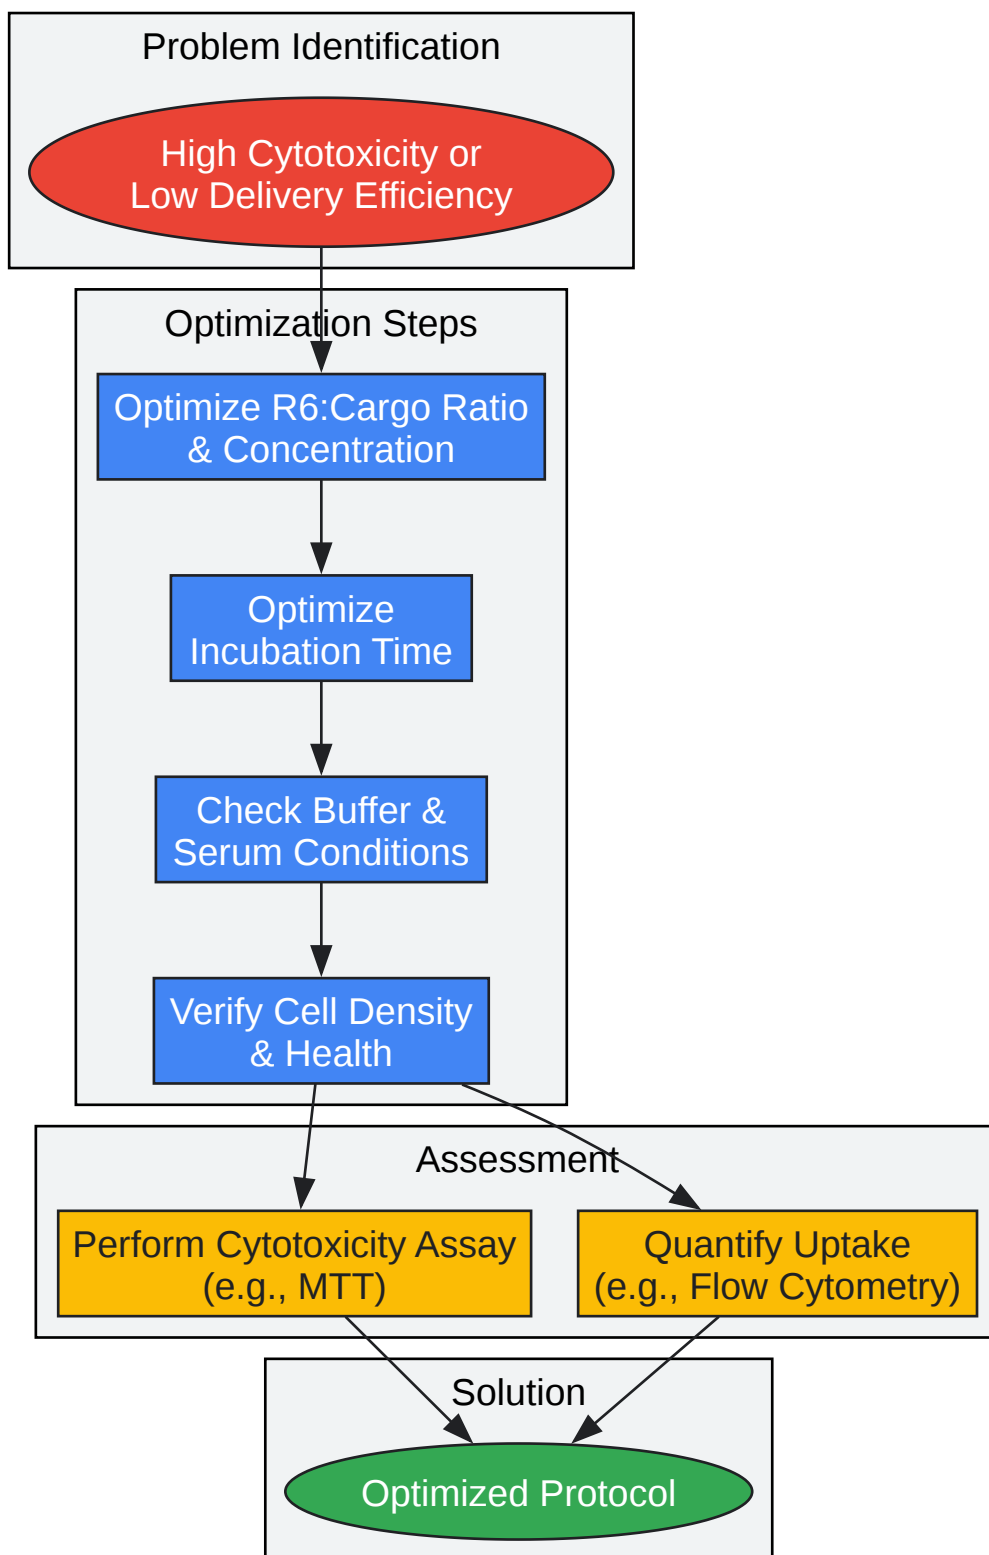 Problem Identification
High Cytotoxicity or
Low Delivery Efficiency
Optimization Steps
Optimize R6:Cargo Ratio
& Concentration
Optimize
Incubation Time
Check Buffer &
Serum Conditions
Verify Cell Density
& Health
Assessment
Perform Cytotoxicity Assay
(e.g., MTT)
Quantify Uptake
(e.g., Flow Cytometry)
Solution
Optimized Protocol